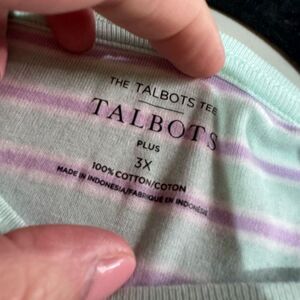 THE TALBOTS TEE
TALBOTS
PLUS
3X
100% COTTON/COTON
MADE IN INDONESIA/FABRIQUÉ EN INDONÉSIE